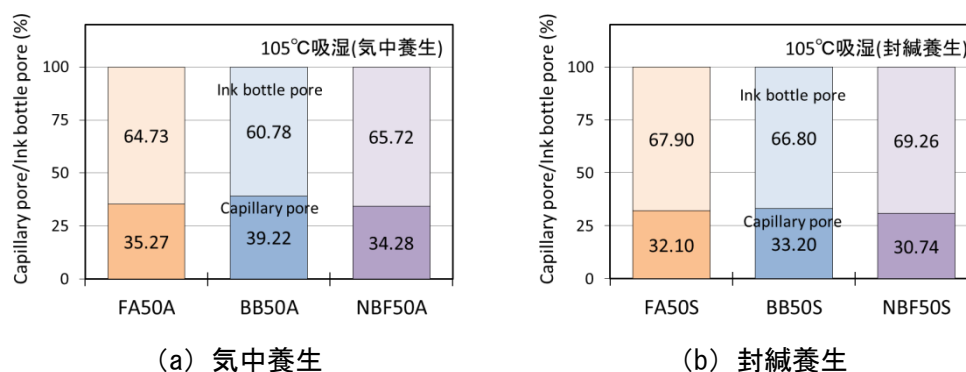 Capillary pore/Ink bottle pore (%)
105℃吸湿(気中養生)
100
75
50
25
0
Ink bottle pore
64.73
60.78
65.72
Capillary pore
35.27
39.22
34.28
FA50A
BB50A
NBF50A
(a) 気中養生
Capillary pore/Ink bottle pore (%)
105℃吸湿(封緘養生)
100
75
50
25
0
Ink bottle pore
67.90
66.80
69.26
Capillary pore
32.10
33.20
30.74
FA50S
BB50S
NBF50S
(b) 封緘養生